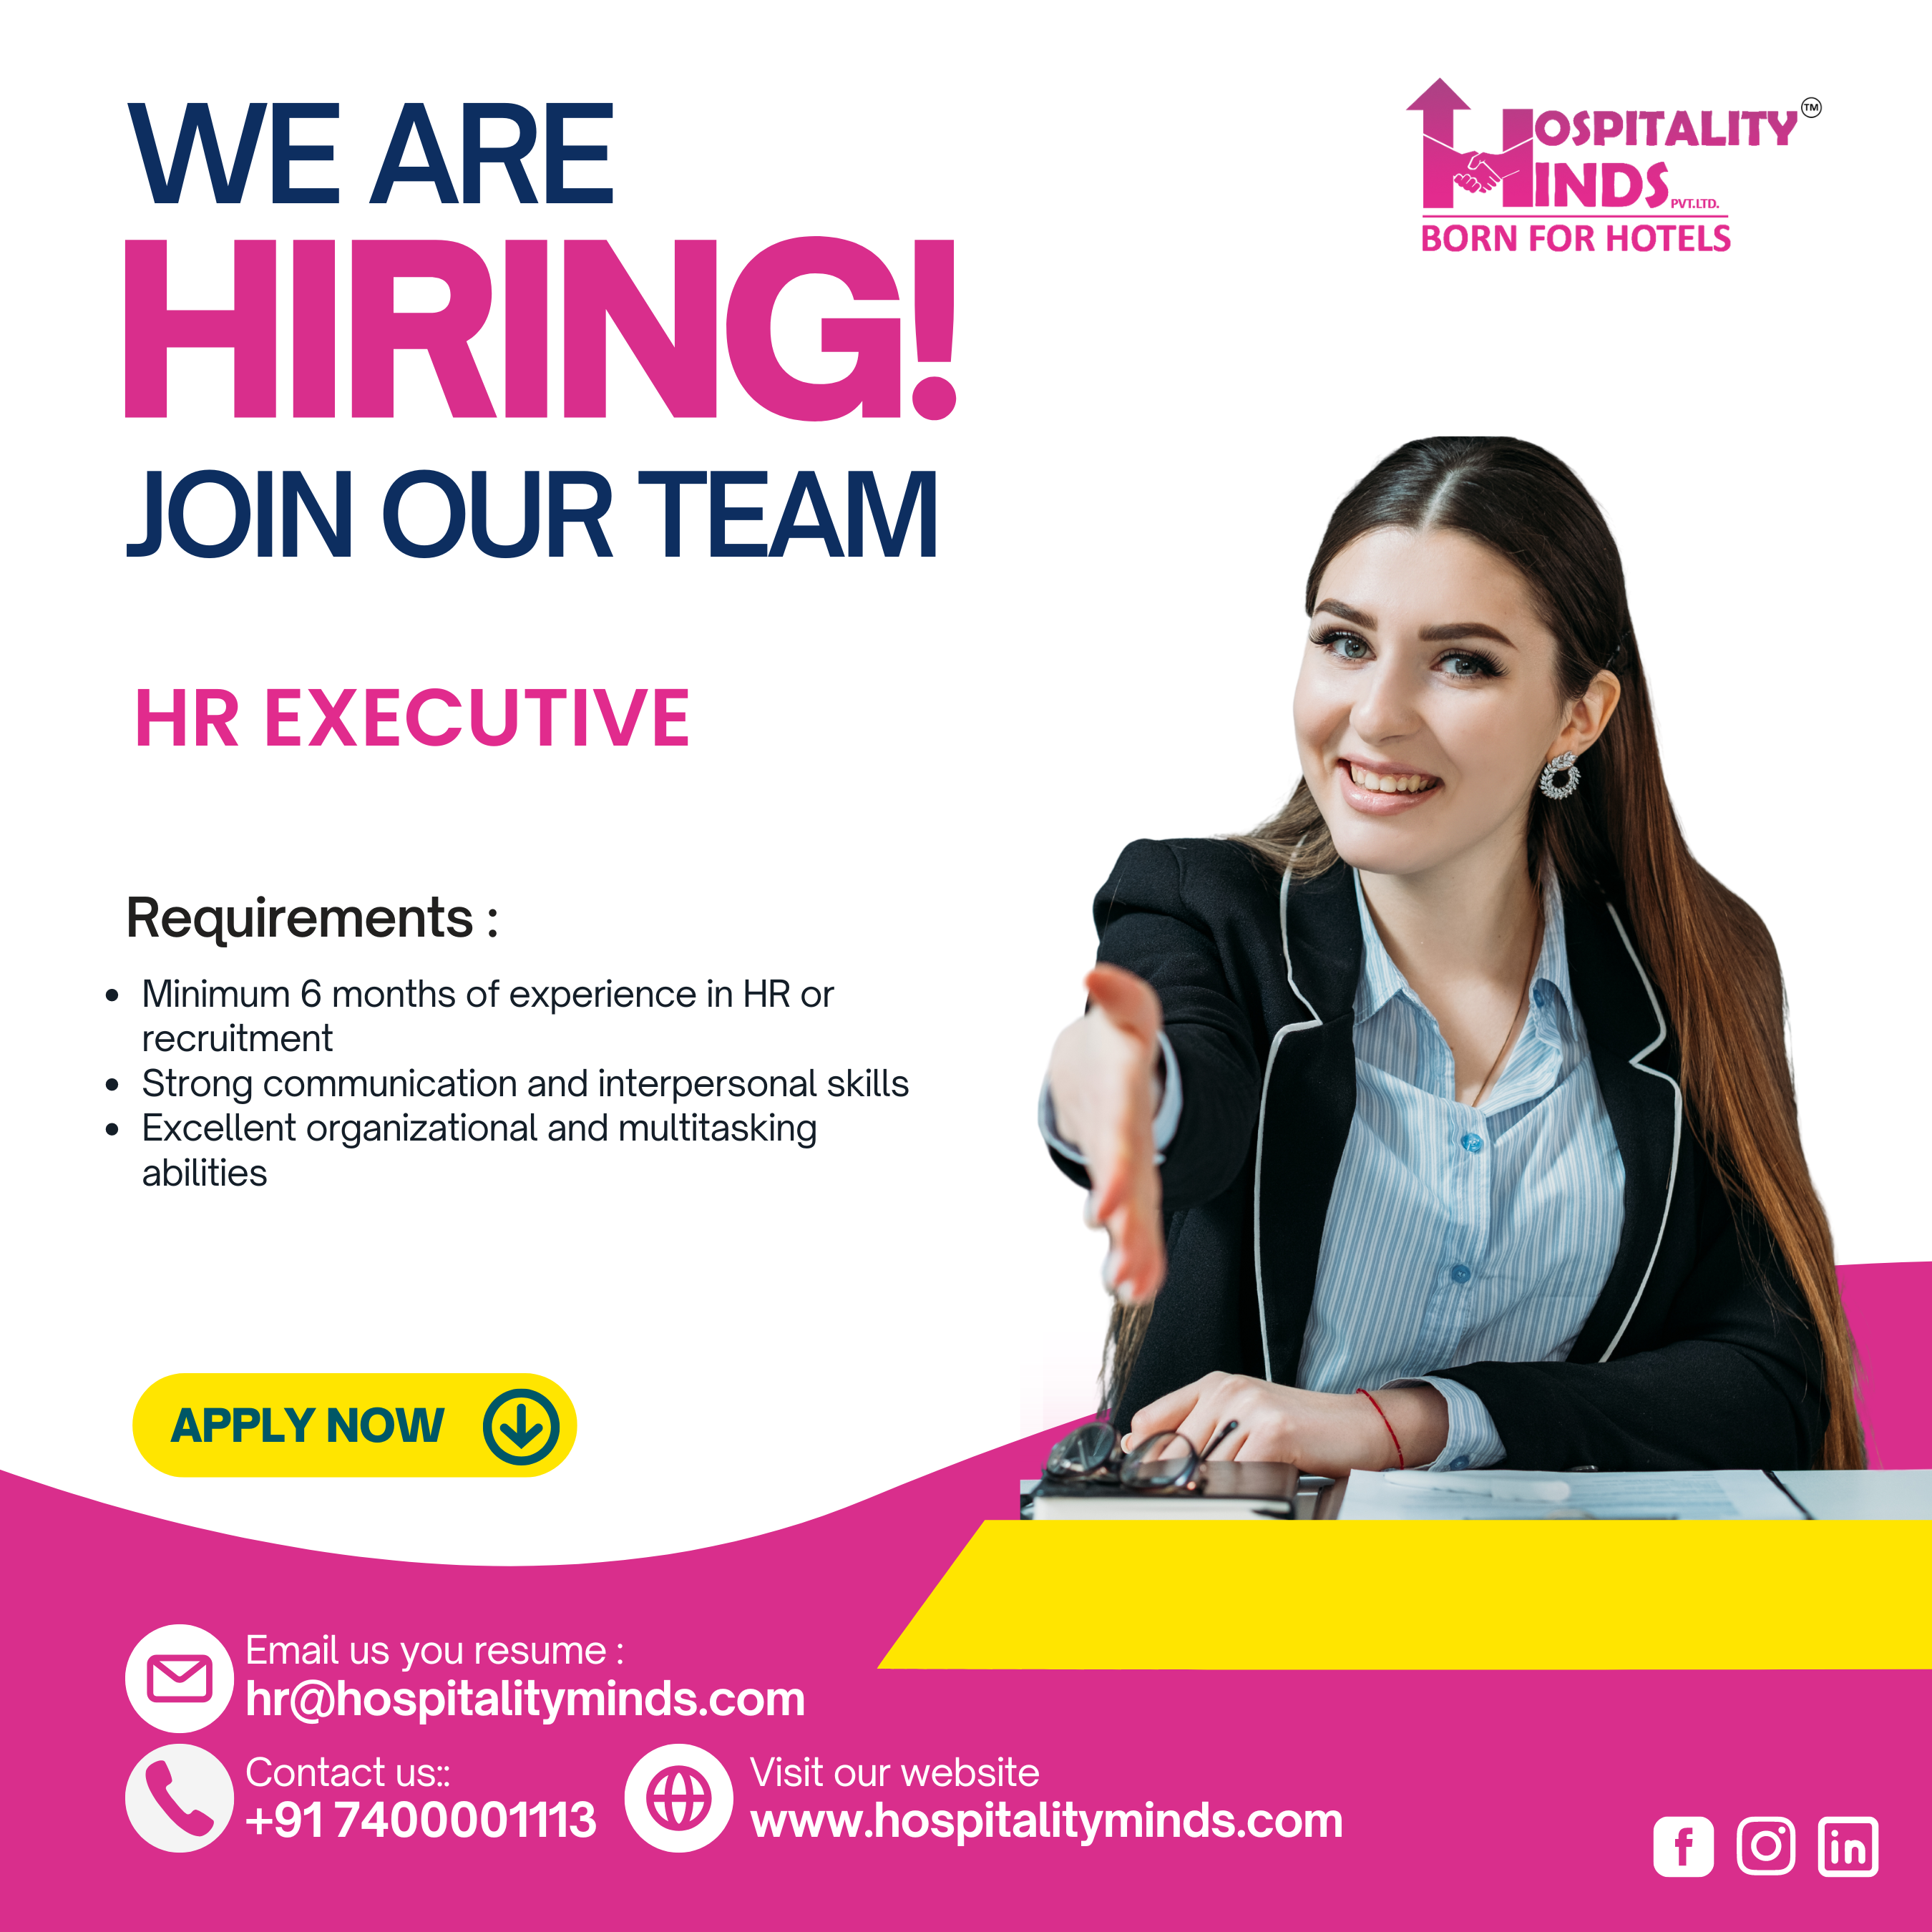 WE ARE
HIRING!
JOIN OUR TEAM
HOSPITALITY TM
MINDS PVT.LTD.
BORN FOR HOTELS
HR EXECUTIVE
Requirements :
• Minimum 6 months of experience in HR or
recruitment
• Strong communication and interpersonal skills
• Excellent organizational and multitasking
abilities
APPLY NOW
Email us you resume :
hr@hospitalityminds.com
Contact us::
+91 7400001113
Visit our website
www.hospitalityminds.com
f
in